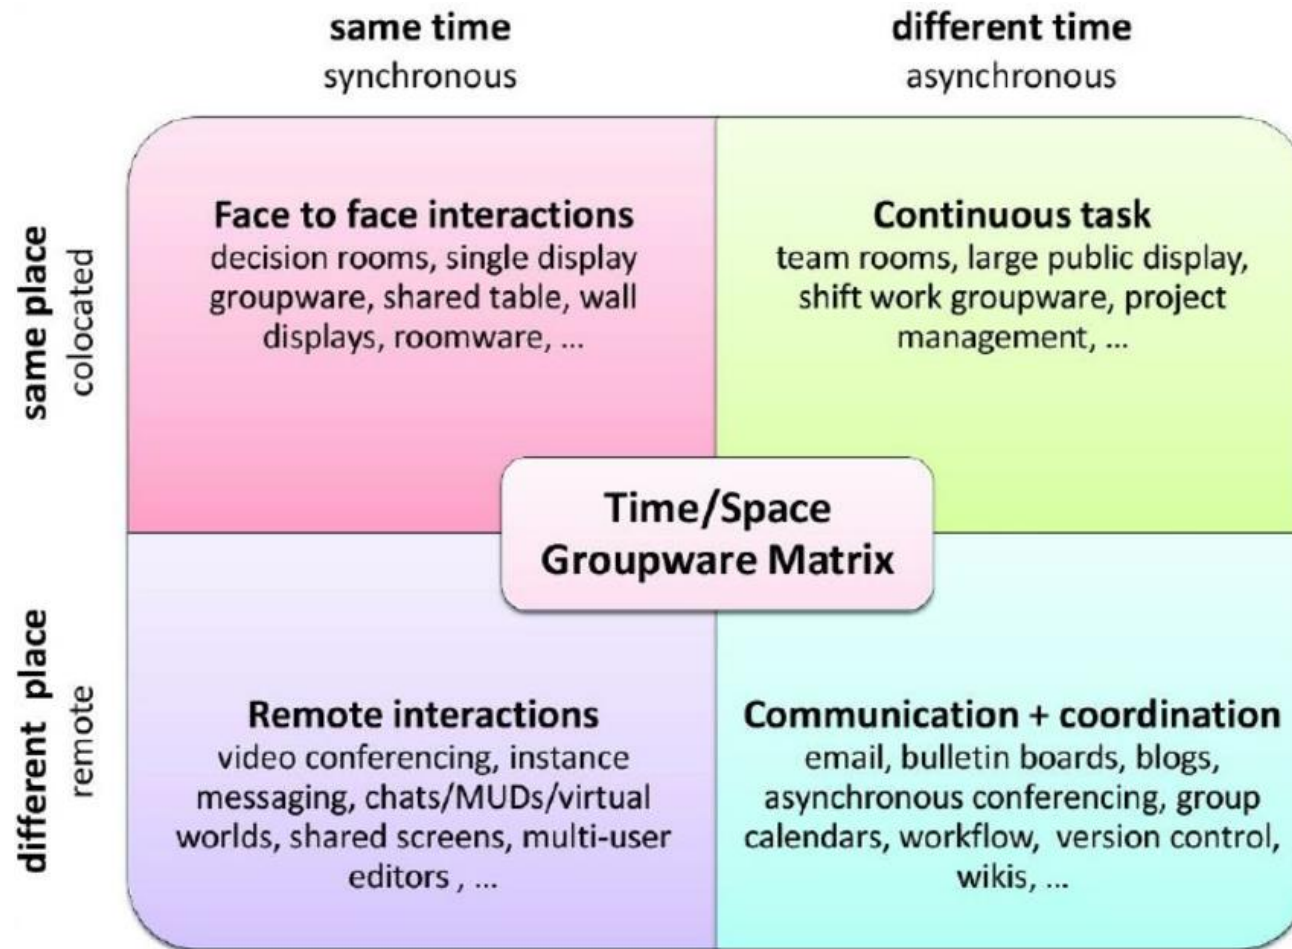 same time
synchronous
different time
asynchronous
same place
colocated
Face to face interactions
decision rooms, single display
groupware, shared table, wall
displays, roomware, ...
Continuous task
team rooms, large public display,
shift work groupware, project
management, ...
Time/Space
Groupware Matrix
different place
remote
Remote interactions
video conferencing, instance
messaging, chats/MUDs/virtual
worlds, shared screens, multi-user
editors , ...
Communication + coordination
email, bulletin boards, blogs,
asynchronous conferencing, group
calendars, workflow, version control,
wikis, ...